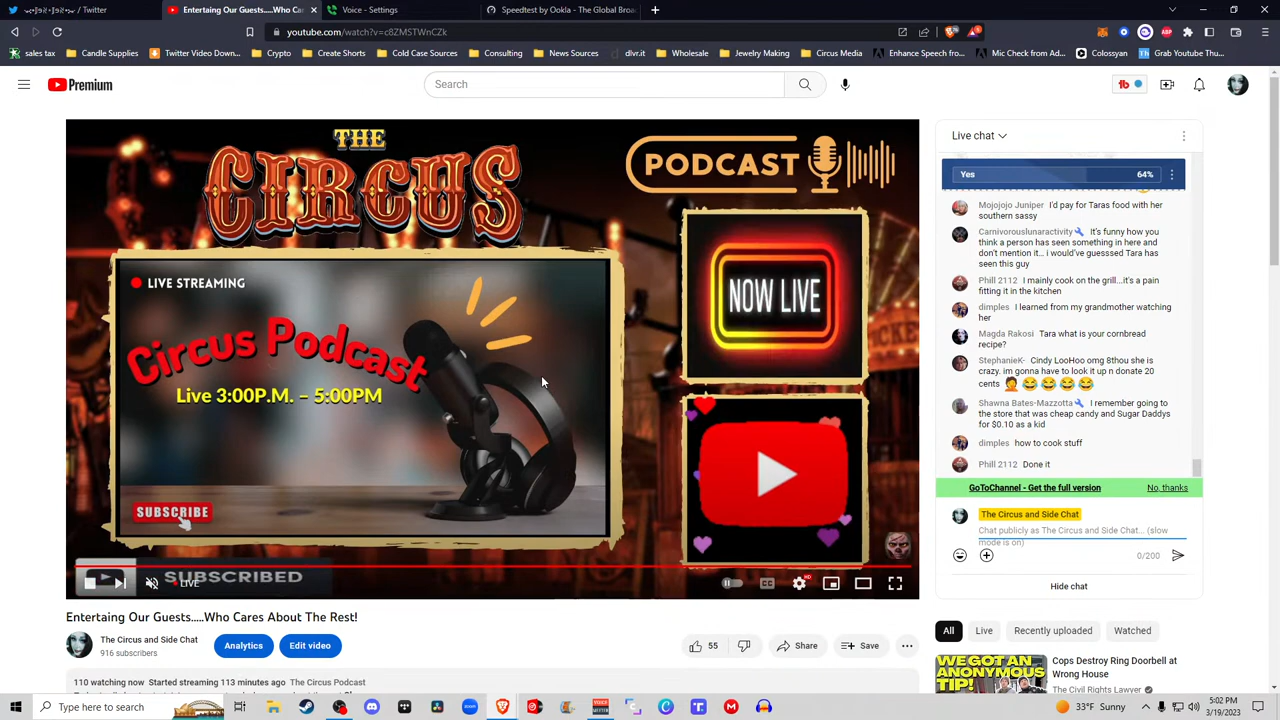 / Twitter
Entertaing Our Guests.....Who Cor
Voice - Settings
Speedtest by Ookla - The Global Broa
youtube.com/watch?v=c8ZMSTWnCZk
sales tax
Candle Supplies
Twitter Video Down...
Crypto
Create Shorts
Cold Case Sources
Consulting
News Sources
dlvr.it
Wholesale
Jewelry Making
Circus Media
Enhance Speech fro...
Mic Check from Ad...
Colossyan
Grab Youtube Thu...
Premium
Search
THE
CIRCUS
PODCAST
LIVE STREAMING
Circus Podcast
Live 3:00P.M. – 5:00PM
SUBSCRIBE
NOW LIVE
SUBSCRIBED
LIVE
Entertaing Our Guests.....Who Cares About The Rest!
The Circus and Side Chat
916 subscribers
Analytics
Edit video
55
Share
Save
110 watching now Started streaming 113 minutes ago The Circus Podcast
Live chat
Yes 64%
Mojojojo Juniper I'd pay for Taras food with her
southern sassy
Carnivorouslunaractivity It's funny how you
think a person has seen something in here and
don't mention it... i would've guesssed Tara has
seen this guy
Phill 2112 I mainly cook on the grill...it's a pain
fitting it in the kitchen
dimples I learned from my grandmother watching
her
Magda Rakosi Tara what is your cornbread
recipe?
StephanieK- Cindy LooHoo omg 8thou she is
crazy. im gonna have to look it up n donate 20
cents
Shawna Bates-Mazzotta I remember going to
the store that was cheap candy and Sugar Daddys
for $0.10 as a kid
dimples how to cook stuff
Phill 2112 Done it
GoToChannel - Get the full version No, thanks
The Circus and Side Chat
Chat publicly as The Circus and Side Chat... (slow
mode is on)
0/200
Hide chat
All
Live
Recently uploaded
Watched
WE GOT AN
ANONYMOUS
TIP!
Cops Destroy Ring Doorbell at
Wrong House
The Civil Rights Lawyer
Type here to search
33°F Sunny
5:02 PM
3/19/2023